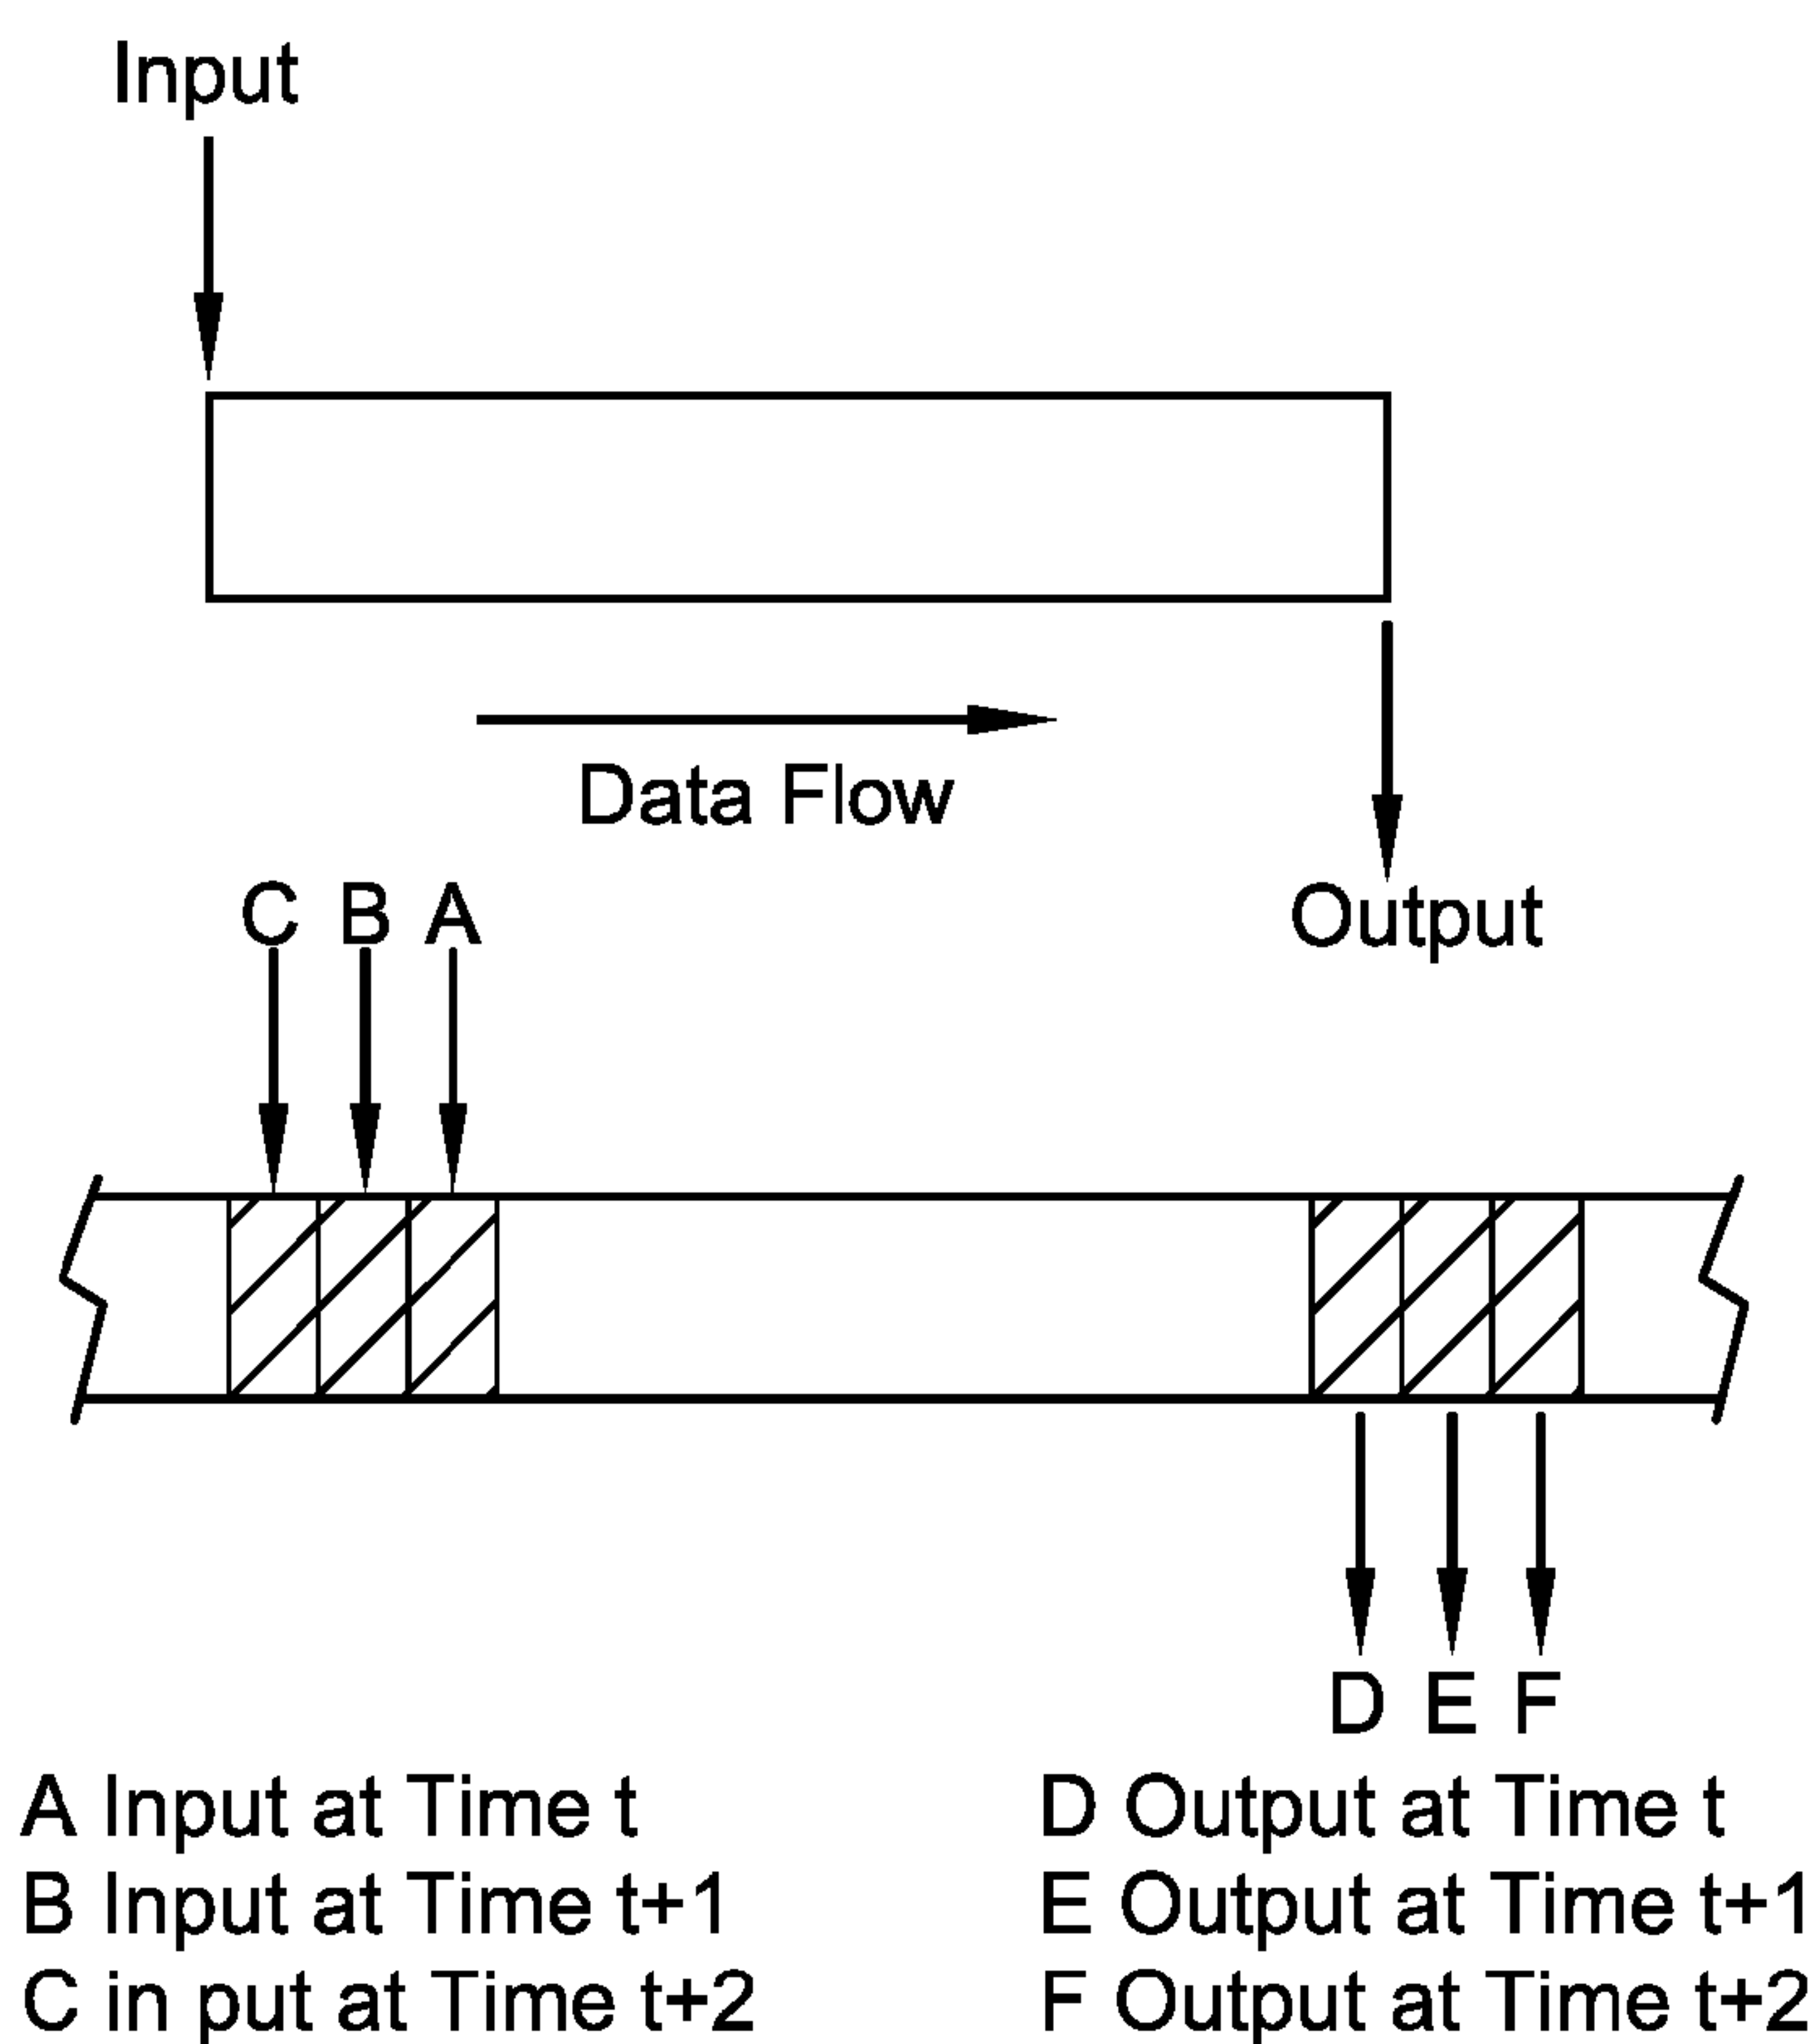 Input
Data Flow
C B A
Output
D E F
A Input at Time t
B Input at Time t+1
C in put at Time t+2
D Output at Time t
E Output at Time t+1
F Output at Time t+2